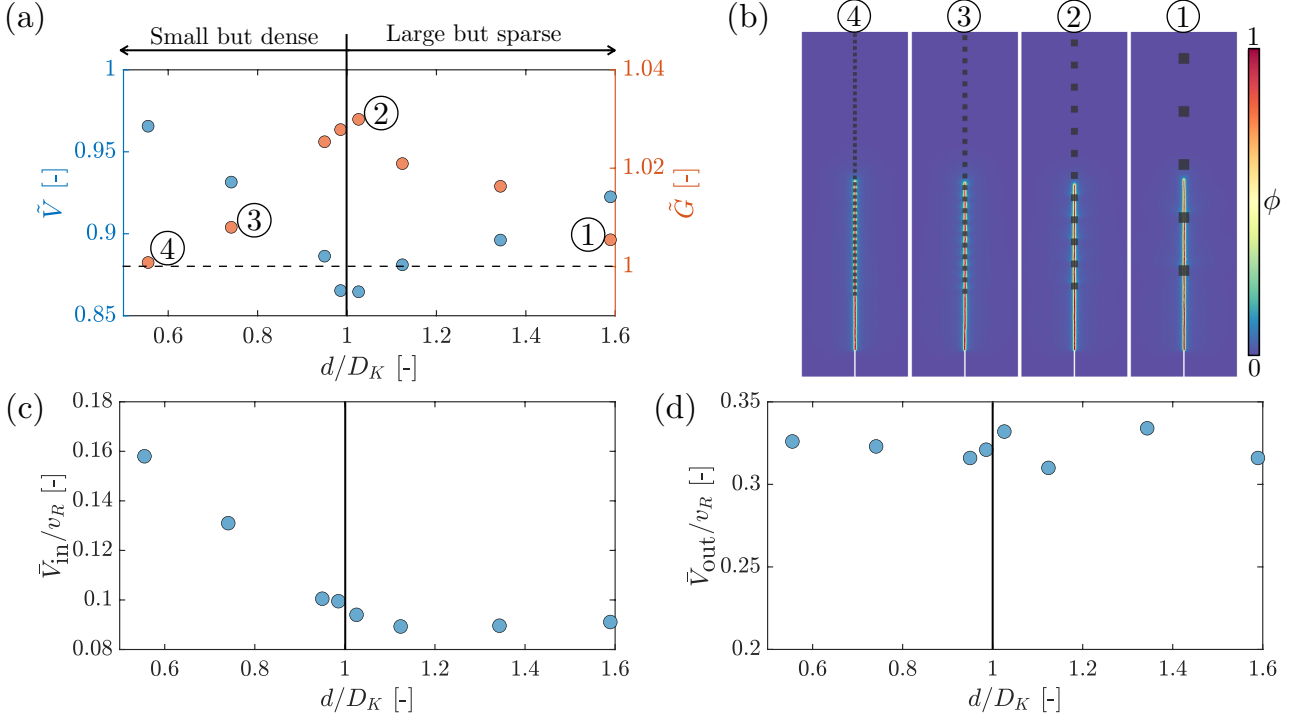 (a)
Small but dense
Large but sparse
1
0.95
0.9
0.85
Ṽ [-]
1.04
1.02
1
G̃ [-]
② ③ ④ ①
0.6 0.8 1 1.2 1.4 1.6
d/D_K [-]
(b)
④ ③ ② ①
1
ϕ
0
(c)
0.18
0.16
0.14
0.12
0.1
0.08
V̄_in/v_R [-]
0.6 0.8 1 1.2 1.4 1.6
d/D_K [-]
(d)
0.35
0.3
0.25
0.2
V̄_out/v_R [-]
0.6 0.8 1 1.2 1.4 1.6
d/D_K [-]